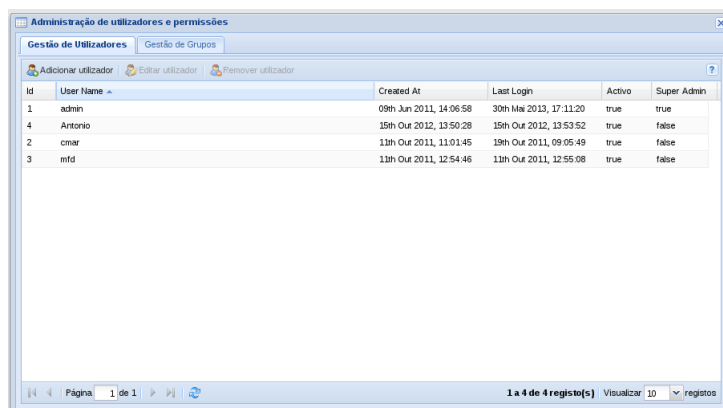 Administração de utilizadores e permissões
Gestão de Utilizadores Gestão de Grupos
Adicionar utilizador Editar utilizador Remover utilizador
Id User Name Created At Last Login Activo Super Admin
1 admin 09th Jun 2011, 14:06:58 30th Mai 2013, 17:11:20 true true
4 Antonio 15th Out 2012, 13:50:28 15th Out 2012, 13:53:52 true false
2 cmar 11th Out 2011, 11:01:45 19th Out 2011, 09:05:49 true false
3 mfd 11th Out 2011, 12:54:46 11th Out 2011, 12:55:08 true false
Página 1 de 1 1 a 4 de 4 registo(s) Visualizar 10 registos